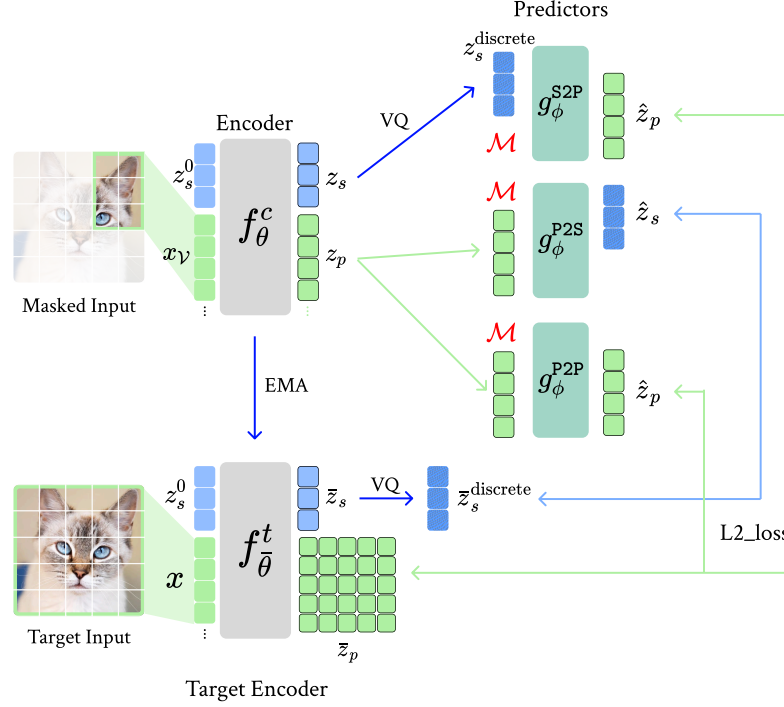 Predictors
z_s^discrete
g_ϕ^S2P
ẑ_p
VQ
ℳ
Encoder
z_s^0
z_s
f_θ^c
x_𝒱
z_p
⋮
⋮
Masked Input
ℳ
g_ϕ^P2S
ẑ_s
ℳ
g_ϕ^P2P
ẑ_p
EMA
z_s^0
z̄_s
VQ
z̄_s^discrete
f_θ̄^t
x
L2_loss
⋮
Target Input
z̄_p
Target Encoder